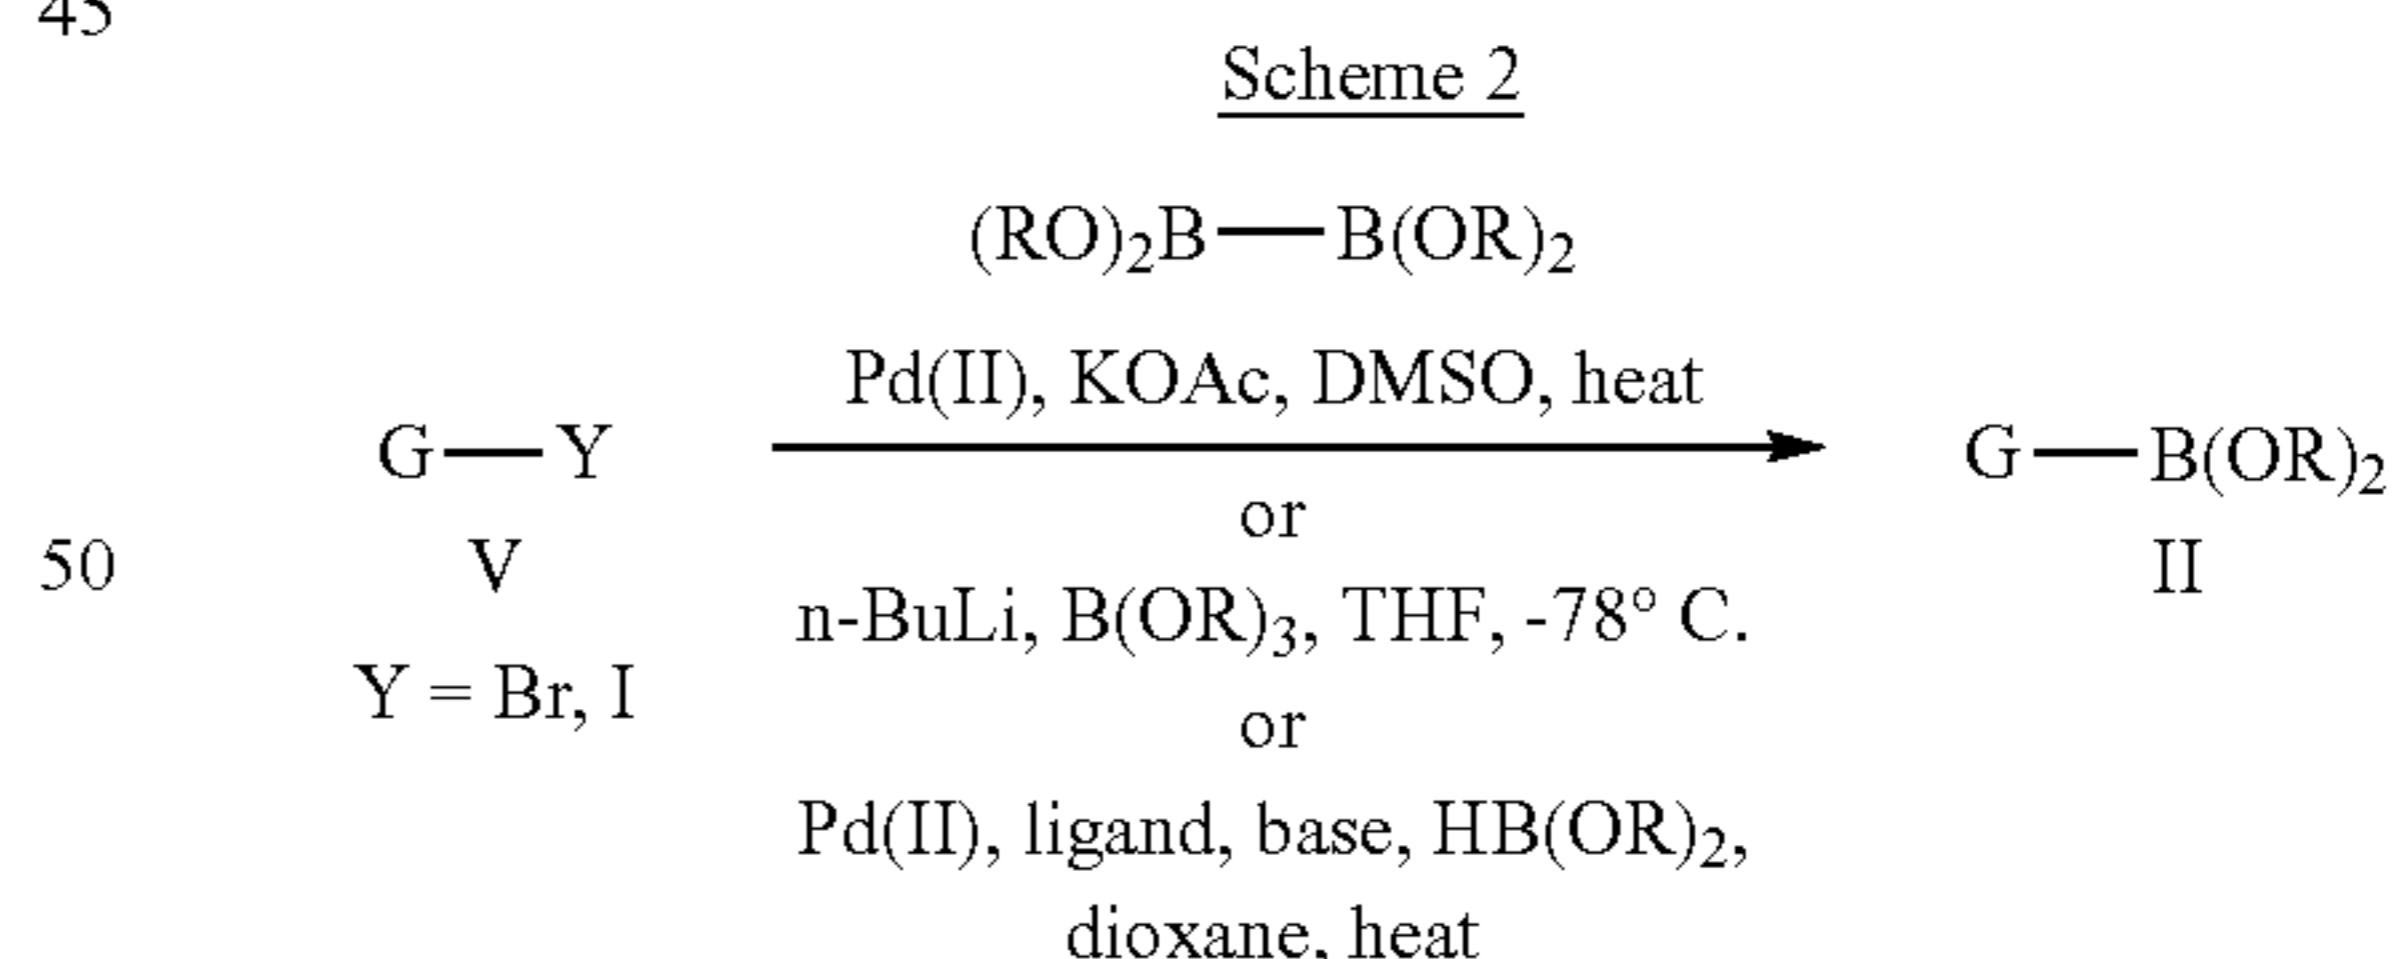 45
Scheme 2
(RO)₂B—B(OR)₂
Pd(II), KOAc, DMSO, heat
G—Y
G—B(OR)₂
or
50
V
II
n-BuLi, B(OR)₃, THF, -78° C.
Y = Br, I
or
Pd(II), ligand, base, HB(OR)₂,
dioxane, heat